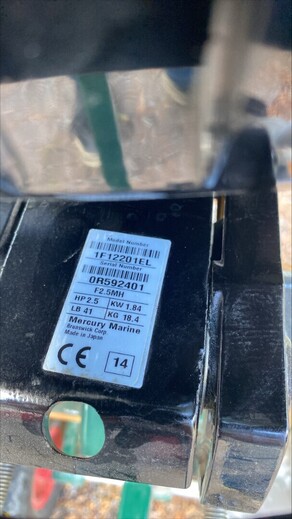 Model Number
1F12201EL
Serial Number
0R592401
F2.5MH
HP 2.5 KW 1.84
LB 41 KG 18.4
Mercury Marine
Brunswick Corp.
Made in Japan
CE 14